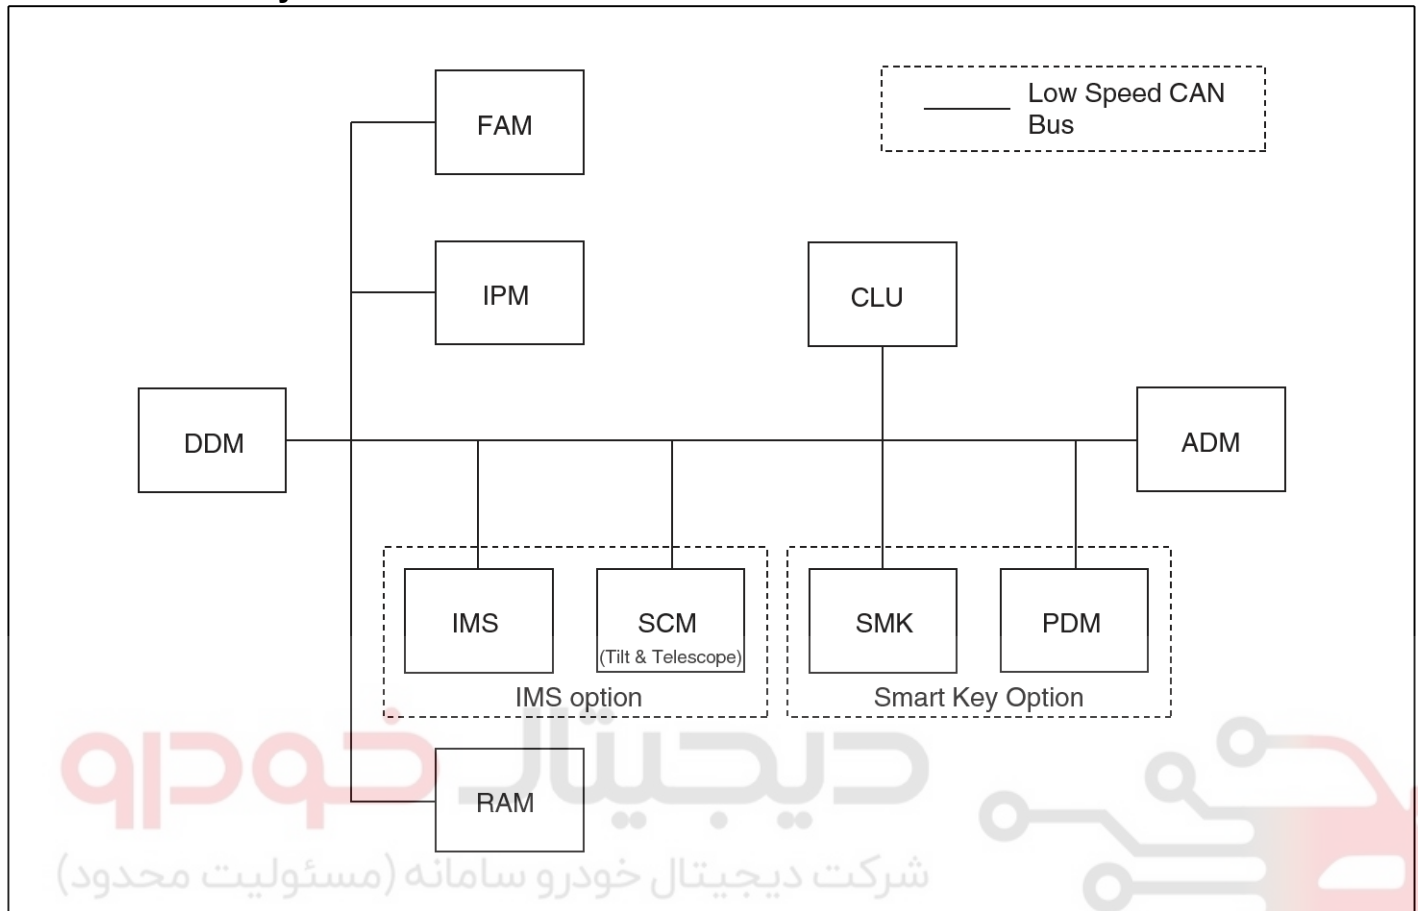 FAM
Low Speed CAN
Bus
IPM
CLU
DDM
ADM
IMS
SCM
(Tilt & Telescope)
SMK
PDM
IMS option
Smart Key Option
RAM
دیجیتال خودرو
شرکت دیجیتال خودرو سامانه (مسئولیت محدود)